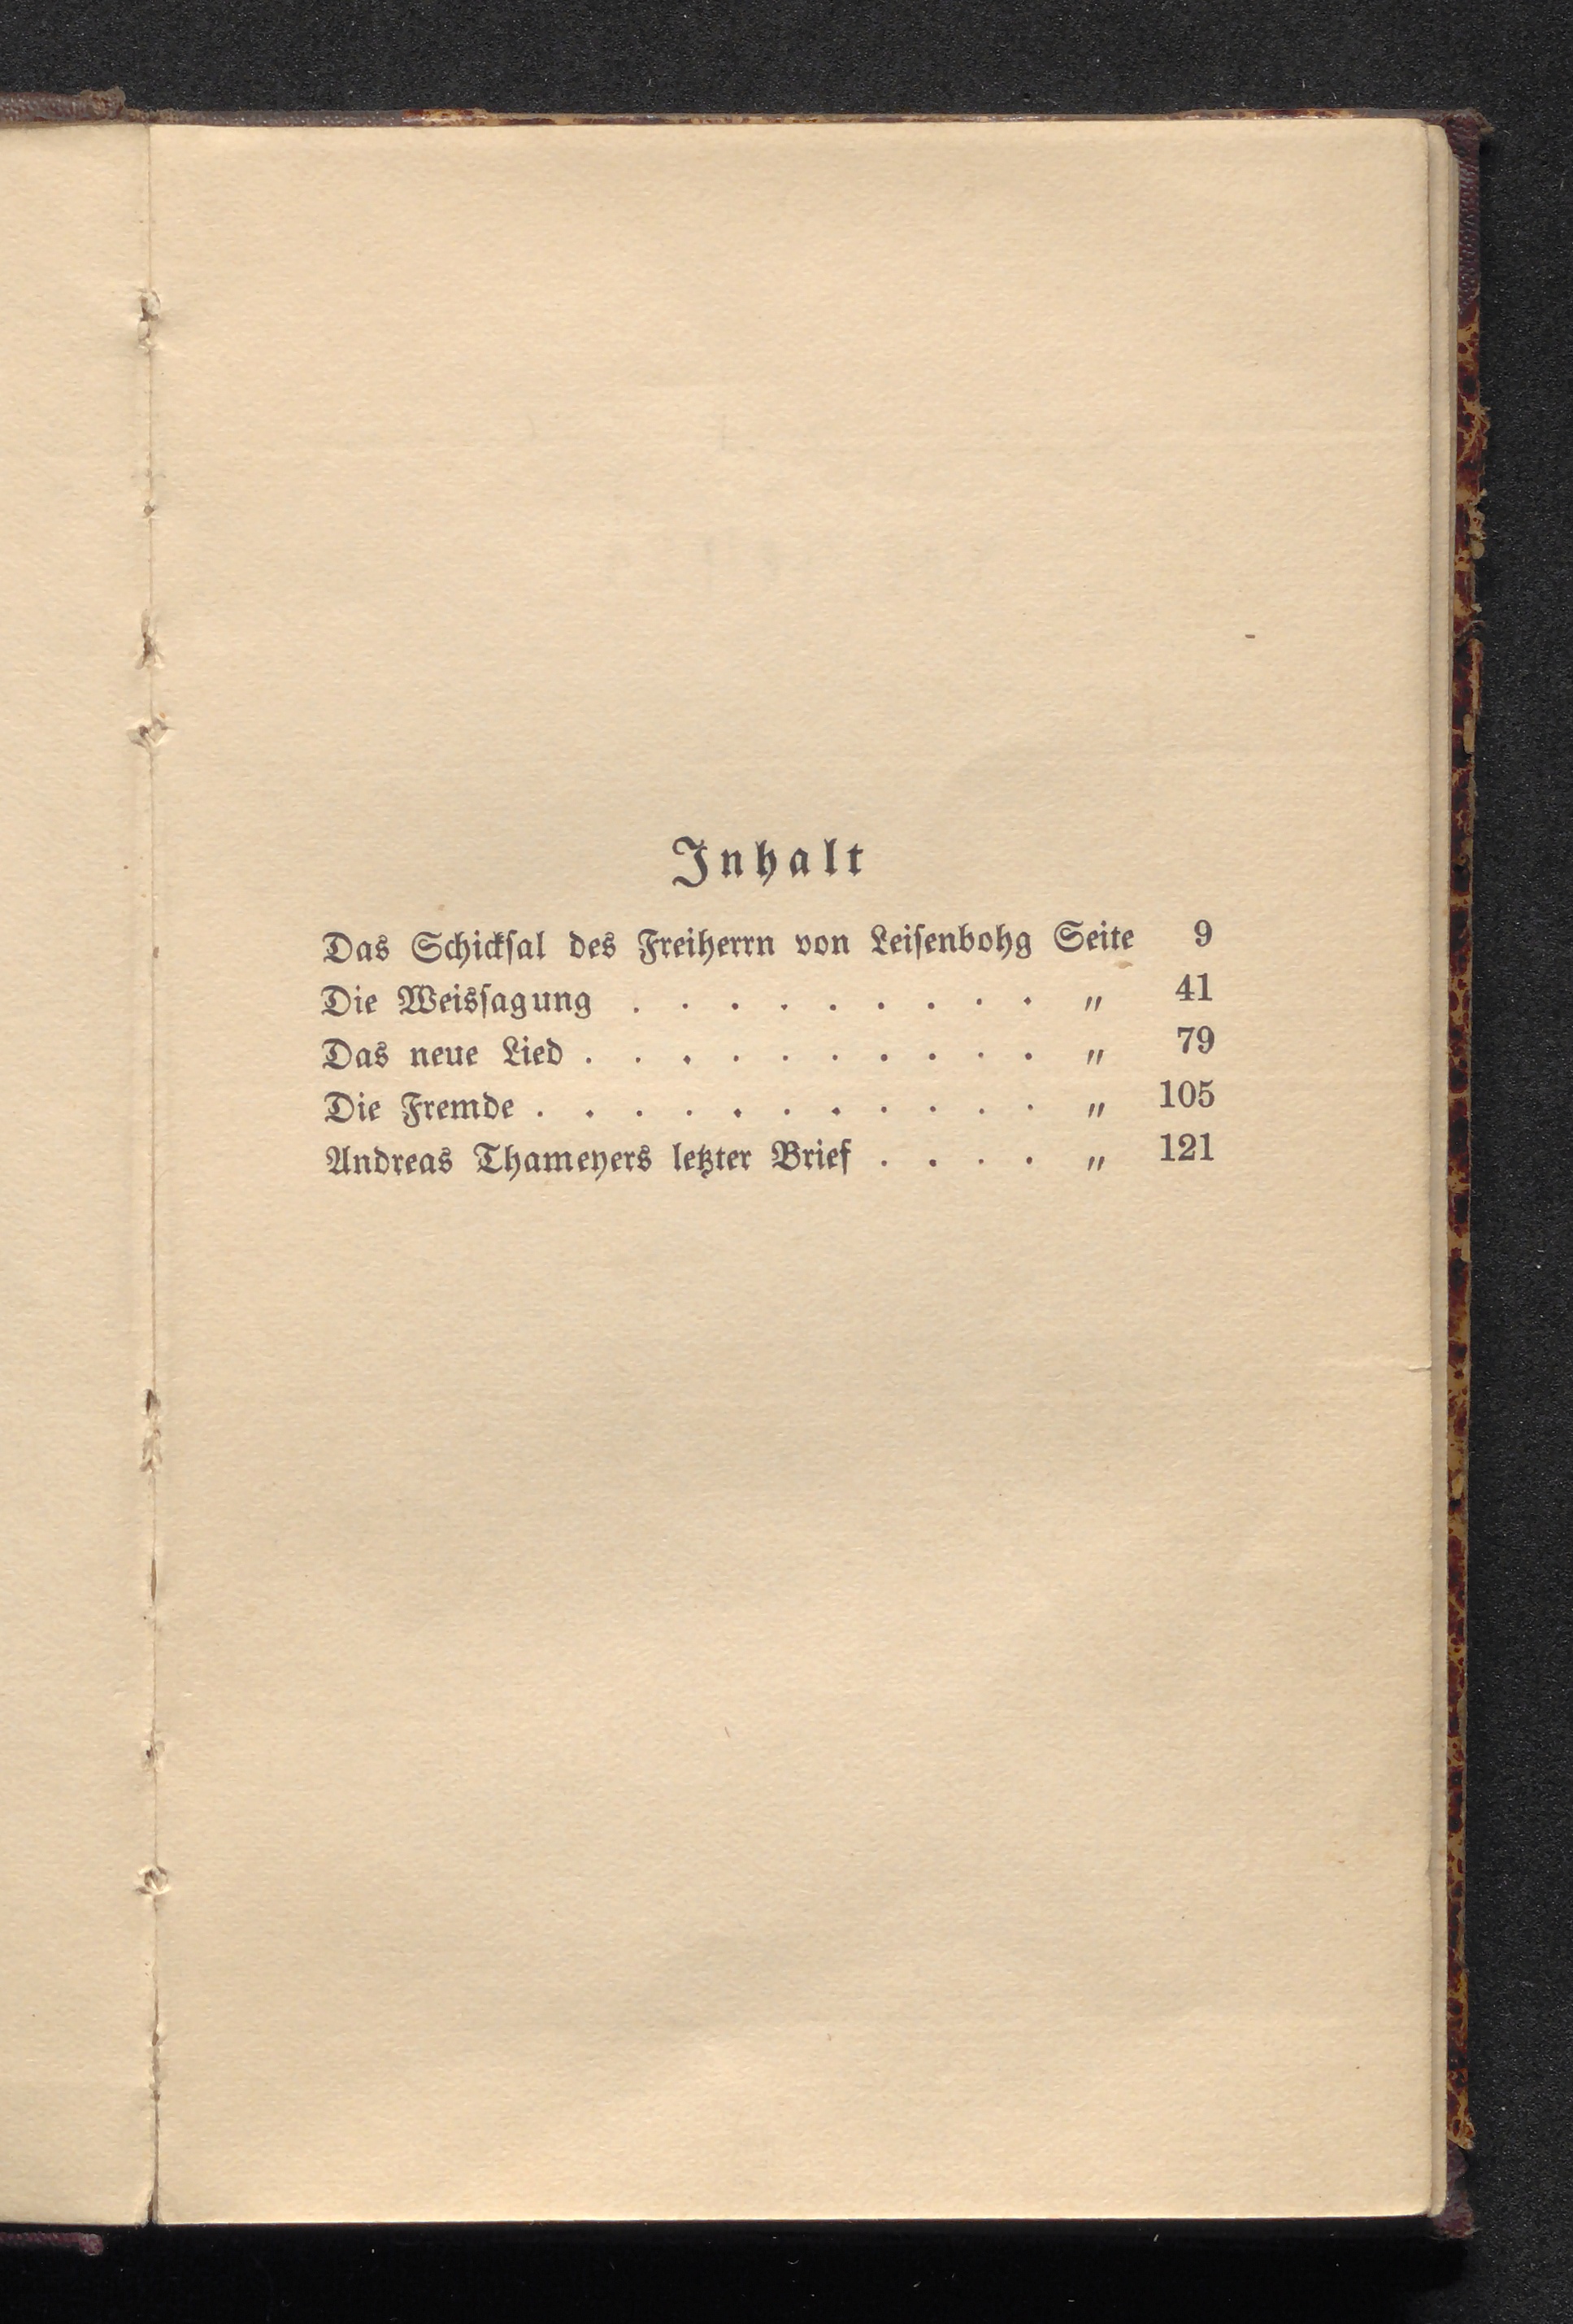 Inhalt
Das Schickſal des Freiherrn von Leiſenbohg Seite 9
Die Weisſagung . . . . . . . . . „ 41
Das neue Lied . . . . . . . . . . „ 79
Die Fremde . . . . . . . . . . . „ 105
Andreas Thameyers letzter Brief . . . . „ 121